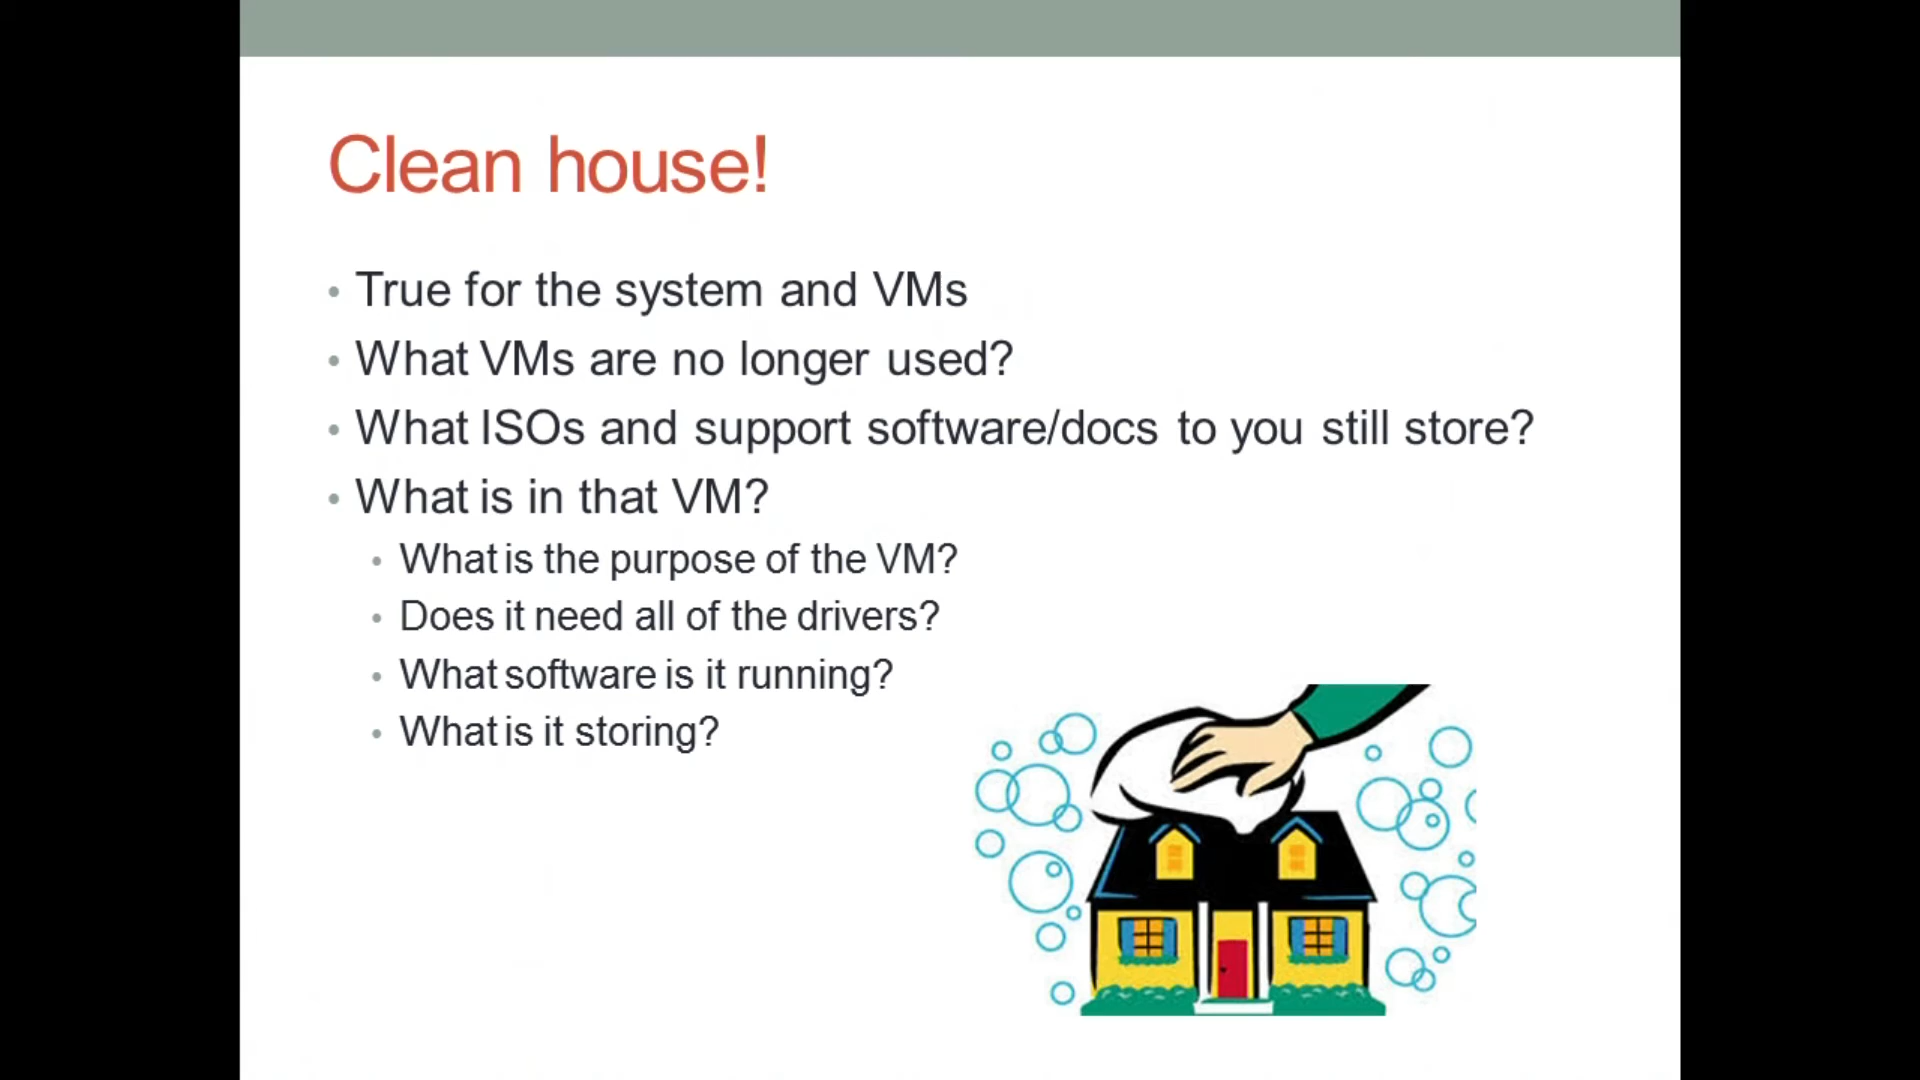 Clean house!
• True for the system and VMs
• What VMs are no longer used?
• What ISOs and support software/docs to you still store?
• What is in that VM?
• What is the purpose of the VM?
• Does it need all of the drivers?
• What software is it running?
• What is it storing?